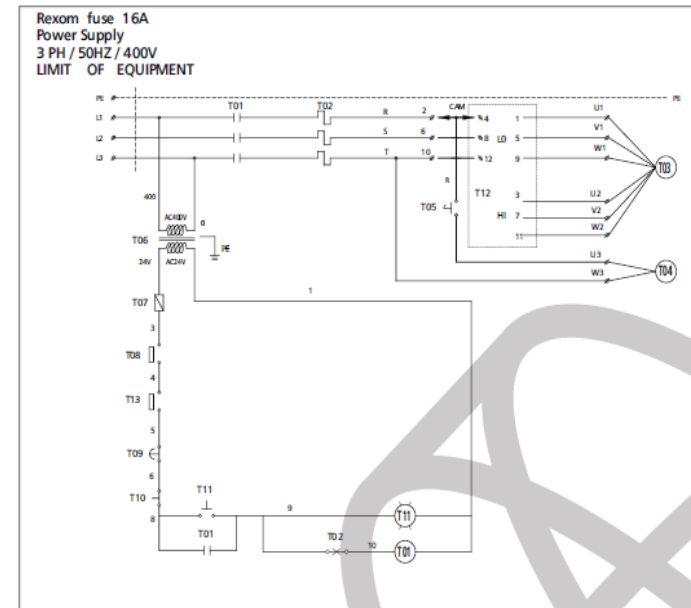 Rexom fuse 16A
Power Supply
3 PH / 50HZ / 400V
LIMIT OF EQUIPMENT
PE PE
L1 T01 T02 R 2 CAM 4 1 U1
L2 S 6 8 LO 5 V1
L3 T 10 12 9 W1
T03
R
400 T12 3 U2
T05 HI 7 V2
AC400V 0 11 W2
T06 PE U3
24V AC24V W3 T04
1
T07
3
T08
4
T13
5
T09
6
T10 T11
8 9 T11
T01 T02 10 T01